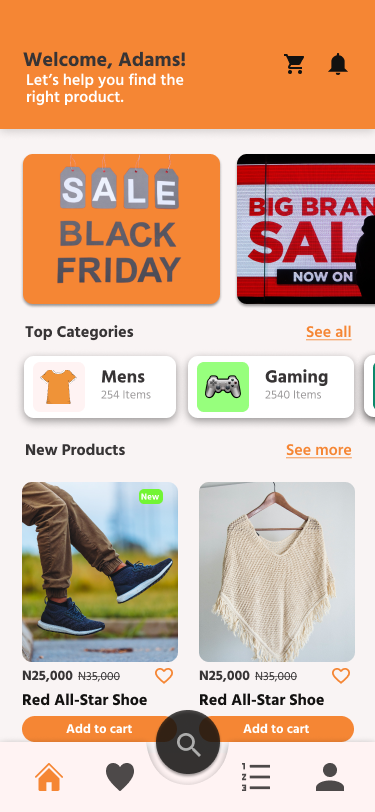 Welcome, Adams!
Let's help you find the
right product.
SALE
BLACK
FRIDAY
BIG BRAN
SAL
NOW ON
Top Categories
See all
Mens
254 Items
Gaming
2540 Items
New Products
See more
New
N25,000 N35,000
N25,000 N35,000
Red All-Star Shoe
Red All-Star Shoe
Add to cart
Add to cart
1
2
3